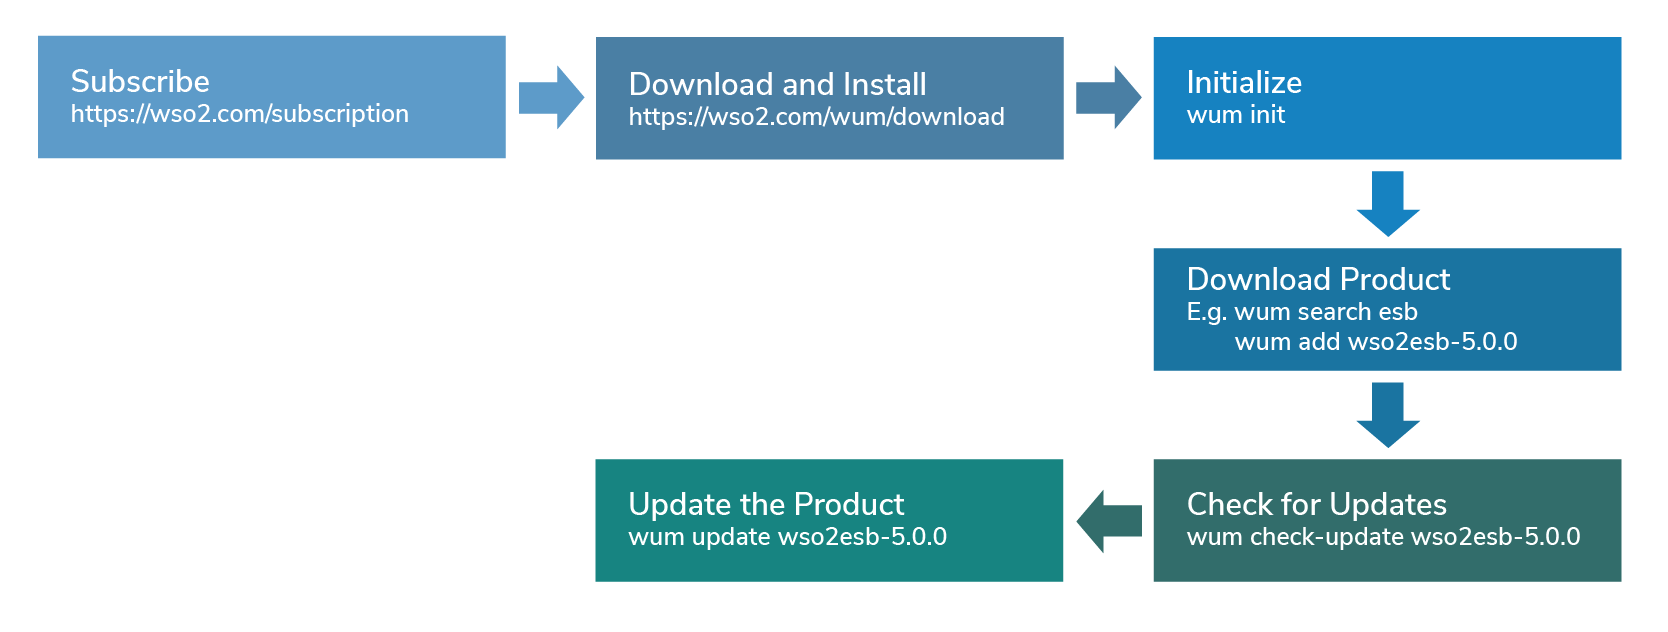 Subscribe
https://wso2.com/subscription
Download and Install
https://wso2.com/wum/download
Initialize
wum init
Download Product
E.g. wum search esb
wum add wso2esb-5.0.0
Check for Updates
wum check-update wso2esb-5.0.0
Update the Product
wum update wso2esb-5.0.0